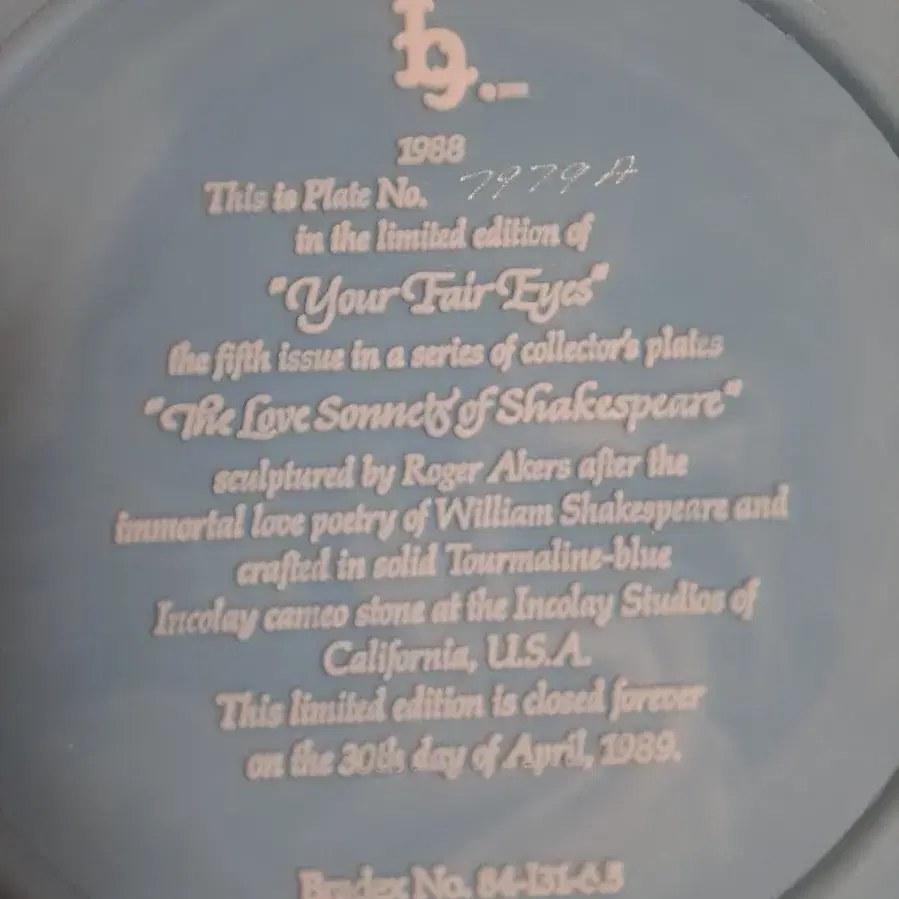 1988
This is Plate No. 7979A
in the limited edition of
"Your Fair Eyes"
the fifth issue in a series of collector's plates
"The Love Sonnets of Shakespeare"
sculptured by Roger Akers after the
immortal love poetry of William Shakespeare and
crafted in solid Tourmaline-blue
Incolay cameo stone at the Incolay Studios of
California, U.S.A.
This limited edition is closed forever
on the 30th day of April, 1989.
Bradex No. 84-I31-6.5